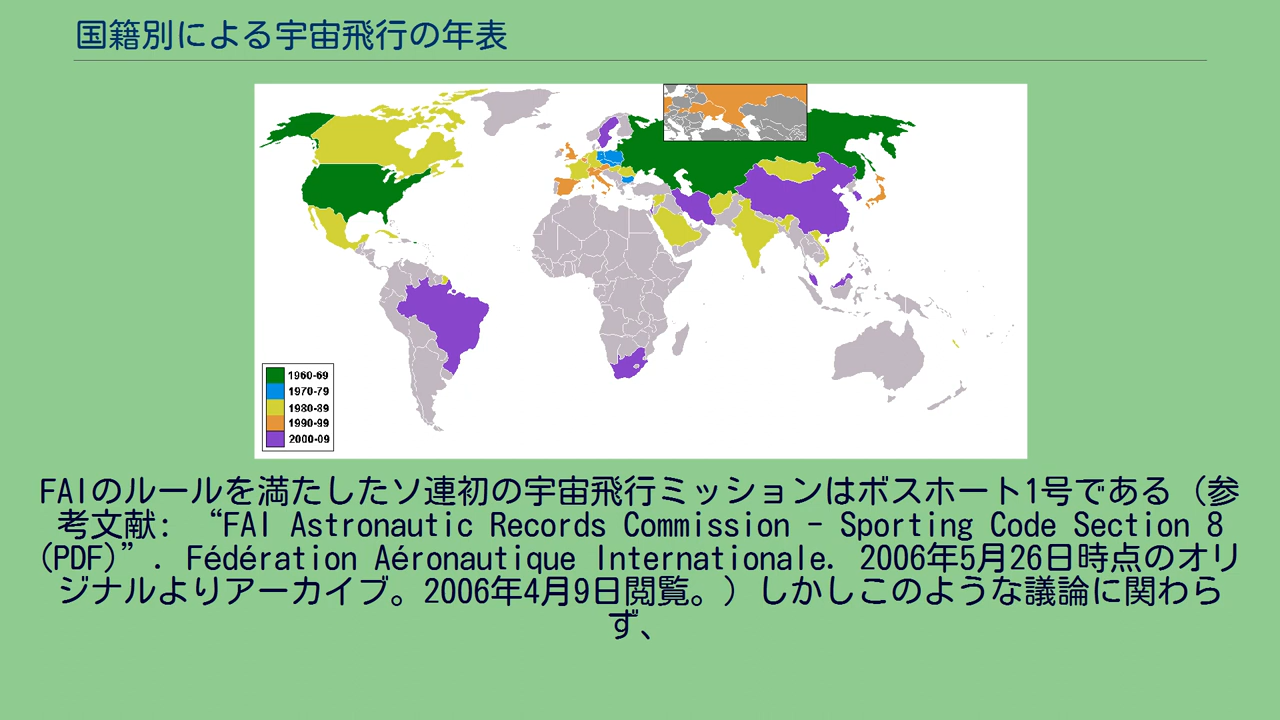 国籍別による宇宙飛行の年表
1960-69
1970-79
1980-89
1990-99
2000-09
FAIのルールを満たしたソ連初の宇宙飛行ミッションはボスホート1号である（参
考文献: “FAI Astronautic Records Commission - Sporting Code Section 8
(PDF)”. Fédération Aéronautique Internationale. 2006年5月26日時点のオリ
ジナルよりアーカイブ。2006年4月9日閲覧。）しかしこのような議論に関わら
ず、